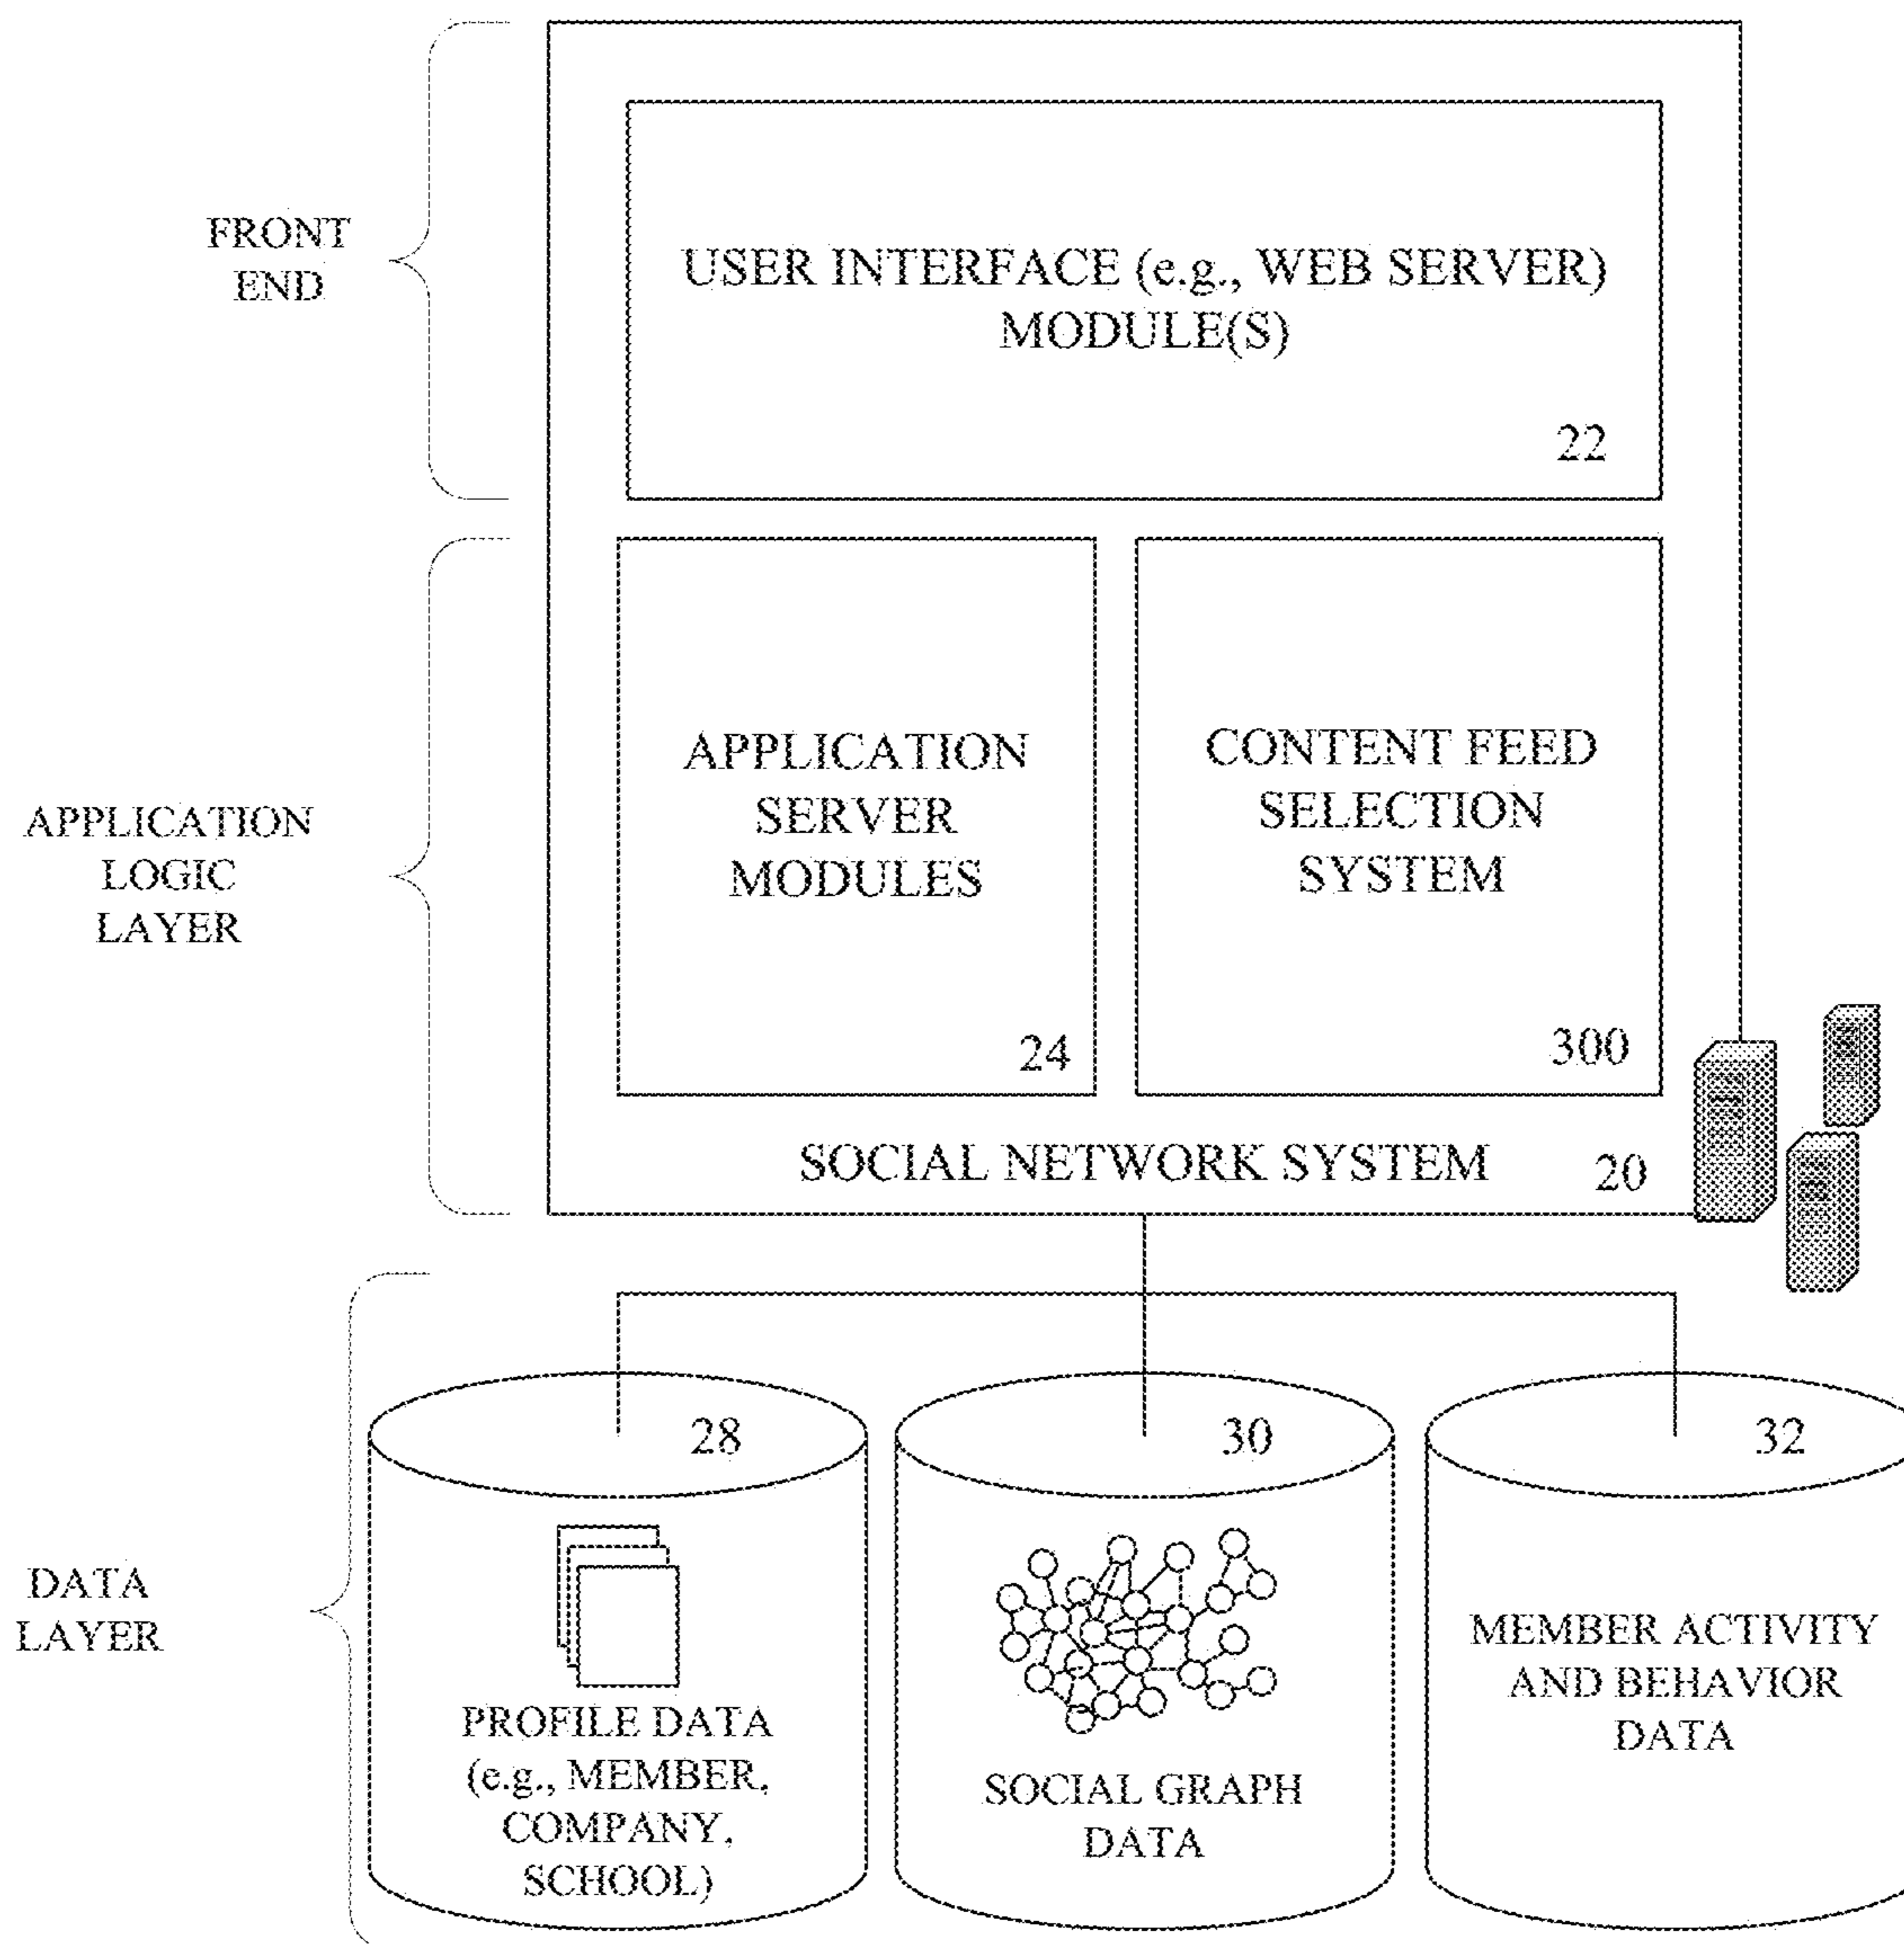 FRONT
END
USER INTERFACE (e.g., WEB SERVER)
MODULE(S)
22
APPLICATION
LOGIC
LAYER
APPLICATION
SERVER
MODULES
24
CONTENT FEED
SELECTION
SYSTEM
300
SOCIAL NETWORK SYSTEM
20
DATA
LAYER
28
PROFILE DATA
(e.g., MEMBER,
COMPANY,
SCHOOL)
30
SOCIAL GRAPH
DATA
32
MEMBER ACTIVITY
AND BEHAVIOR
DATA